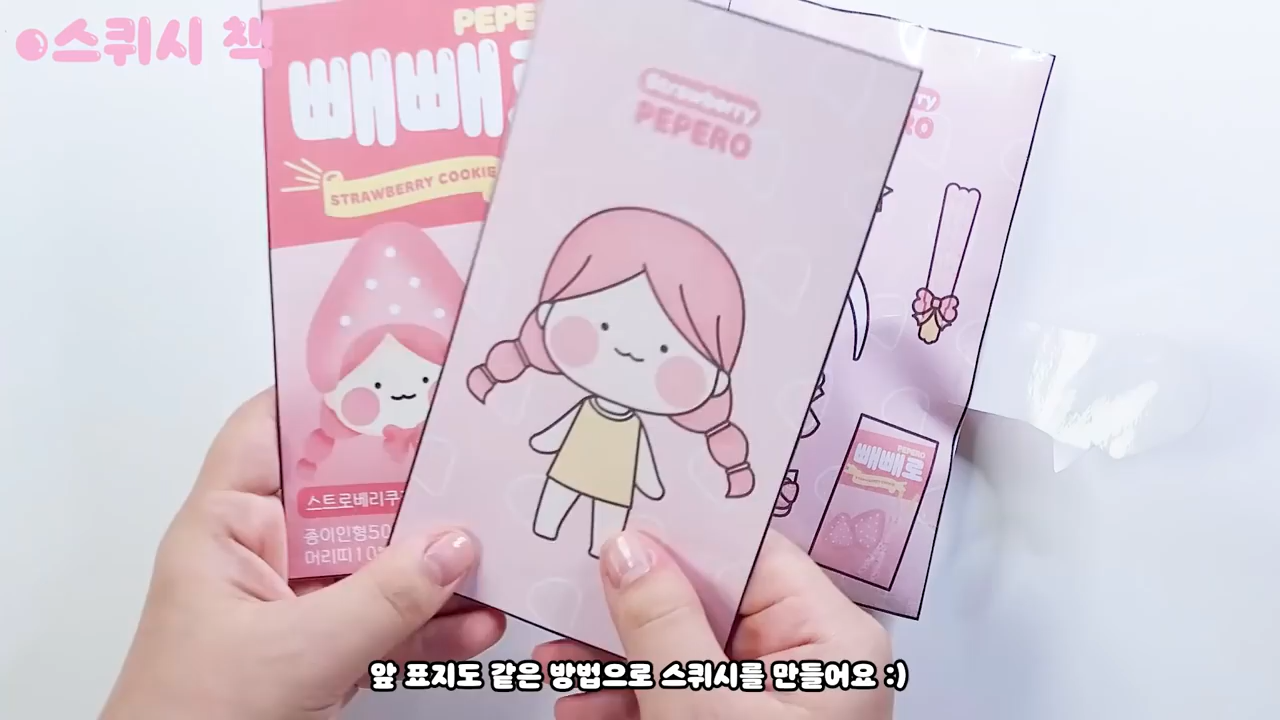 스퀴시 책
PEPE
빼빼
STRAWBERRY COOKIE
스트로베리쿠
종이인형50
머리띠10
Strawberry
PEPERO
ry
RO
PEPERO
빼빼로
앞 표지도 같은 방법으로 스퀴시를 만들어요 :)